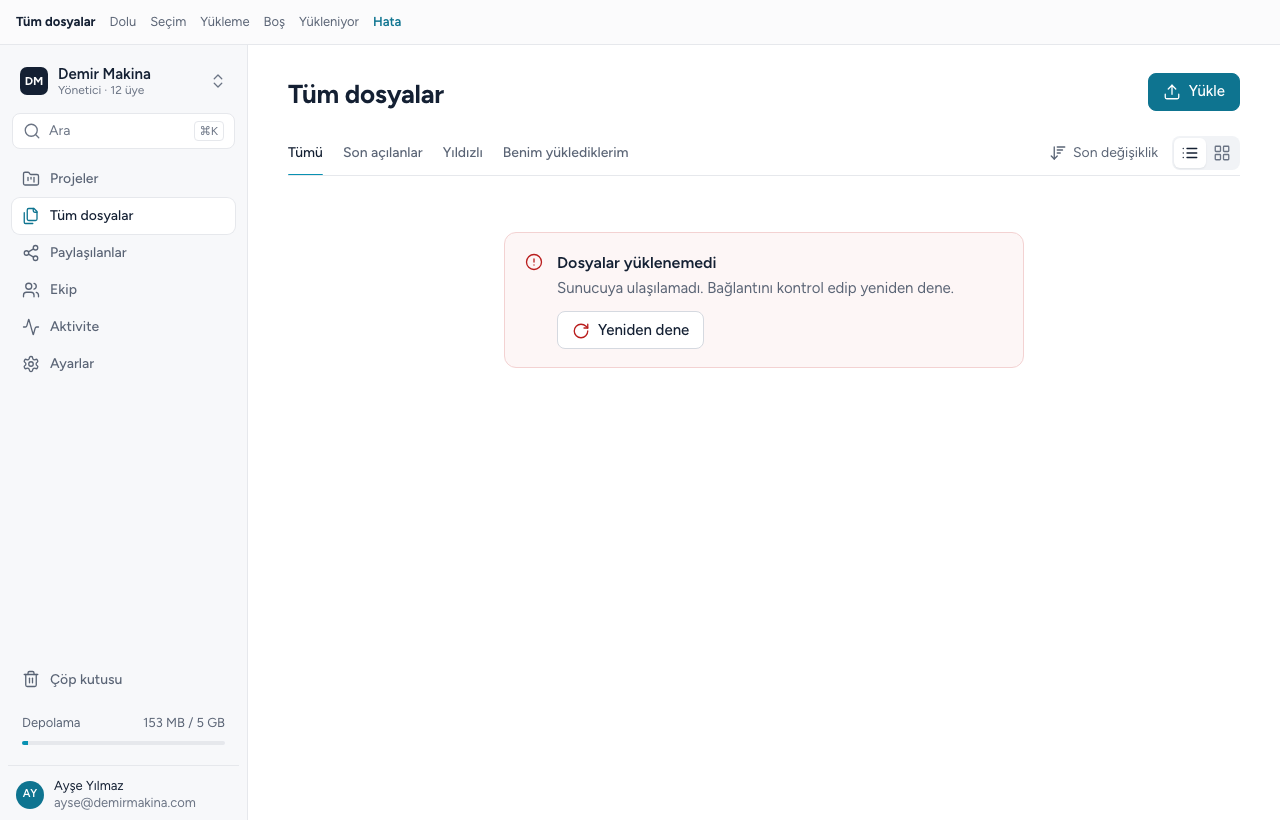 Tüm dosyalar Dolu Seçim Yükleme Boş Yükleniyor Hata
DM Demir Makina
Yönetici · 12 üye
Ara ⌘K
Projeler
Tüm dosyalar
Paylaşılanlar
Ekip
Aktivite
Ayarlar
Çöp kutusu
Depolama 153 MB / 5 GB
AY Ayşe Yılmaz
ayse@demirmakina.com
Tüm dosyalar
Yükle
Tümü Son açılanlar Yıldızlı Benim yüklediklerim Son değişiklik
Dosyalar yüklenemedi
Sunucuya ulaşılamadı. Bağlantını kontrol edip yeniden dene.
Yeniden dene